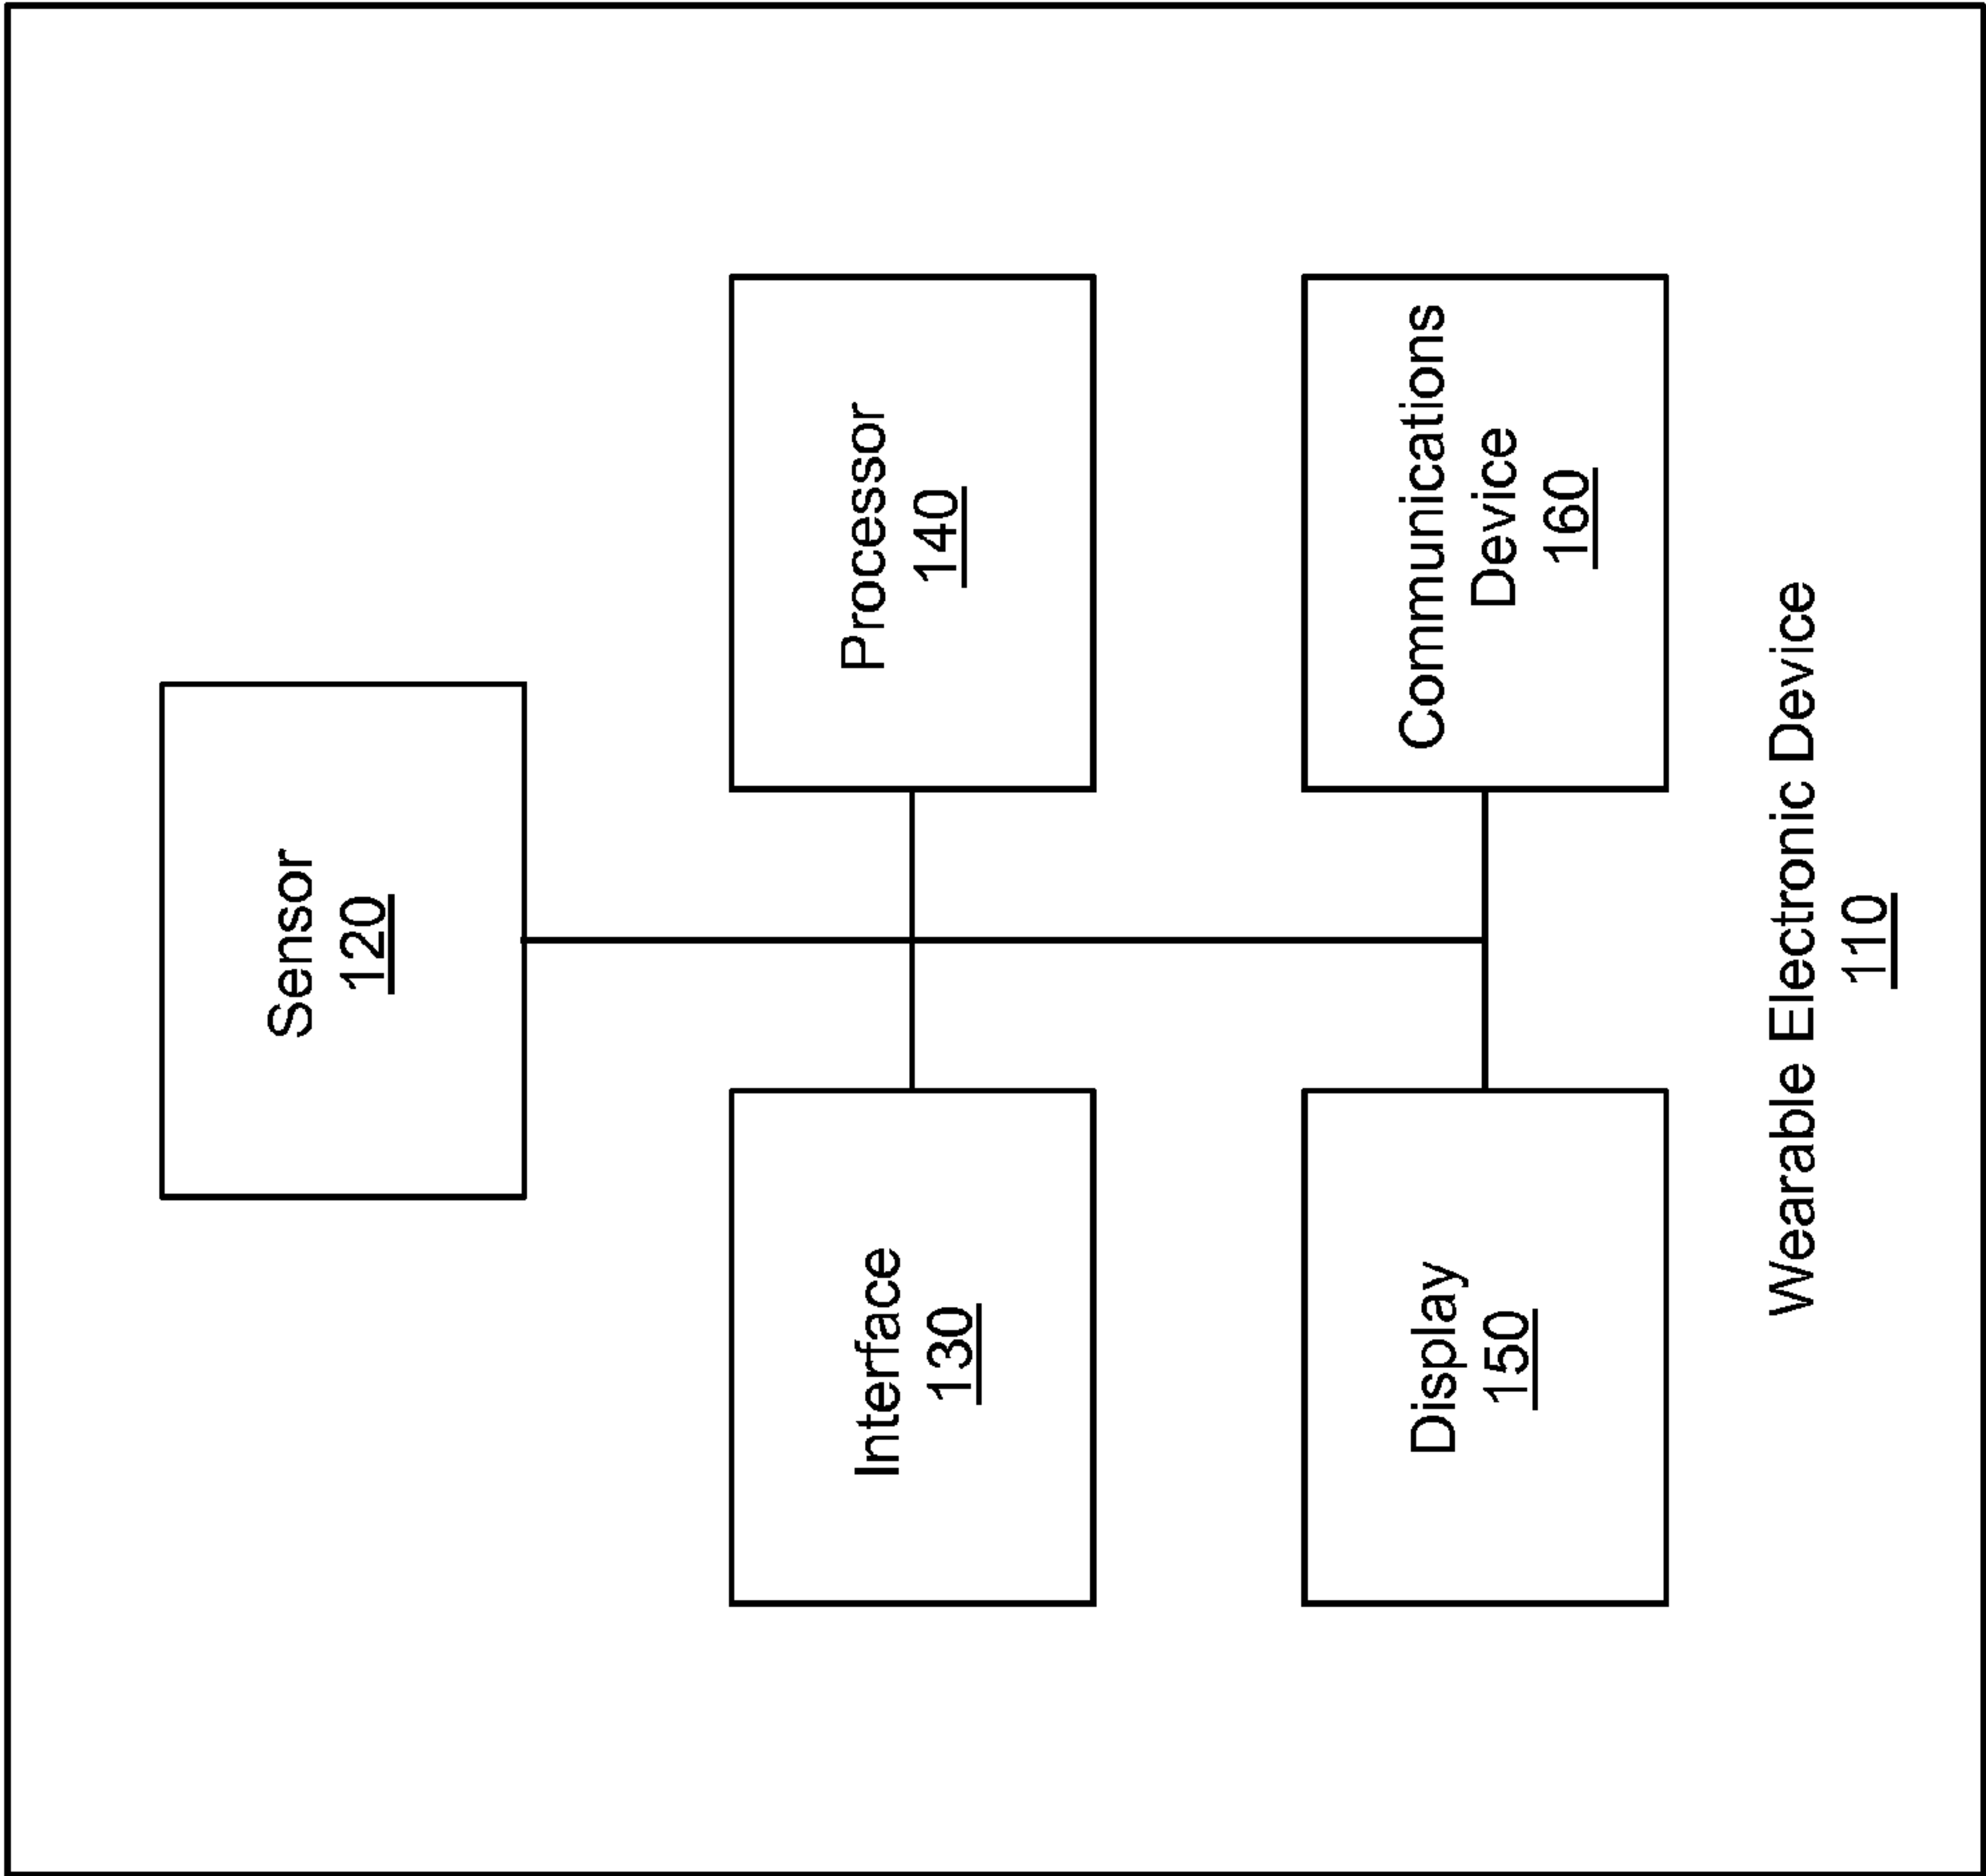 Sensor
120
Interface
130
Processor
140
Display
150
Communications
Device
160
Wearable Electronic Device
110